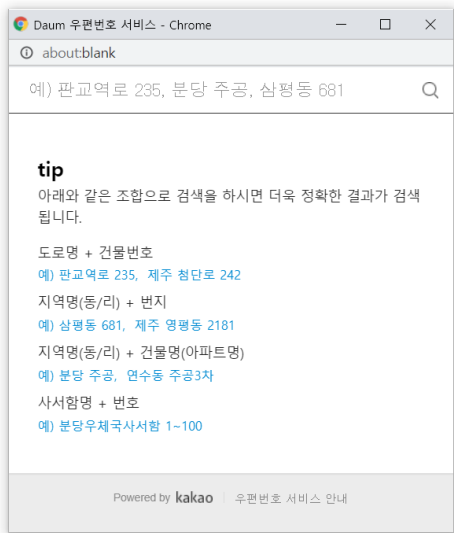 Daum 우편번호 서비스 - Chrome
about:blank
예) 판교역로 235, 분당 주공, 삼평동 681
tip
아래와 같은 조합으로 검색을 하시면 더욱 정확한 결과가 검색
됩니다.
도로명 + 건물번호
예) 판교역로 235, 제주 첨단로 242
지역명(동/리) + 번지
예) 삼평동 681, 제주 영평동 2181
지역명(동/리) + 건물명(아파트명)
예) 분당 주공, 연수동 주공3차
사서함명 + 번호
예) 분당우체국사서함 1~100
Powered by kakao 우편번호 서비스 안내